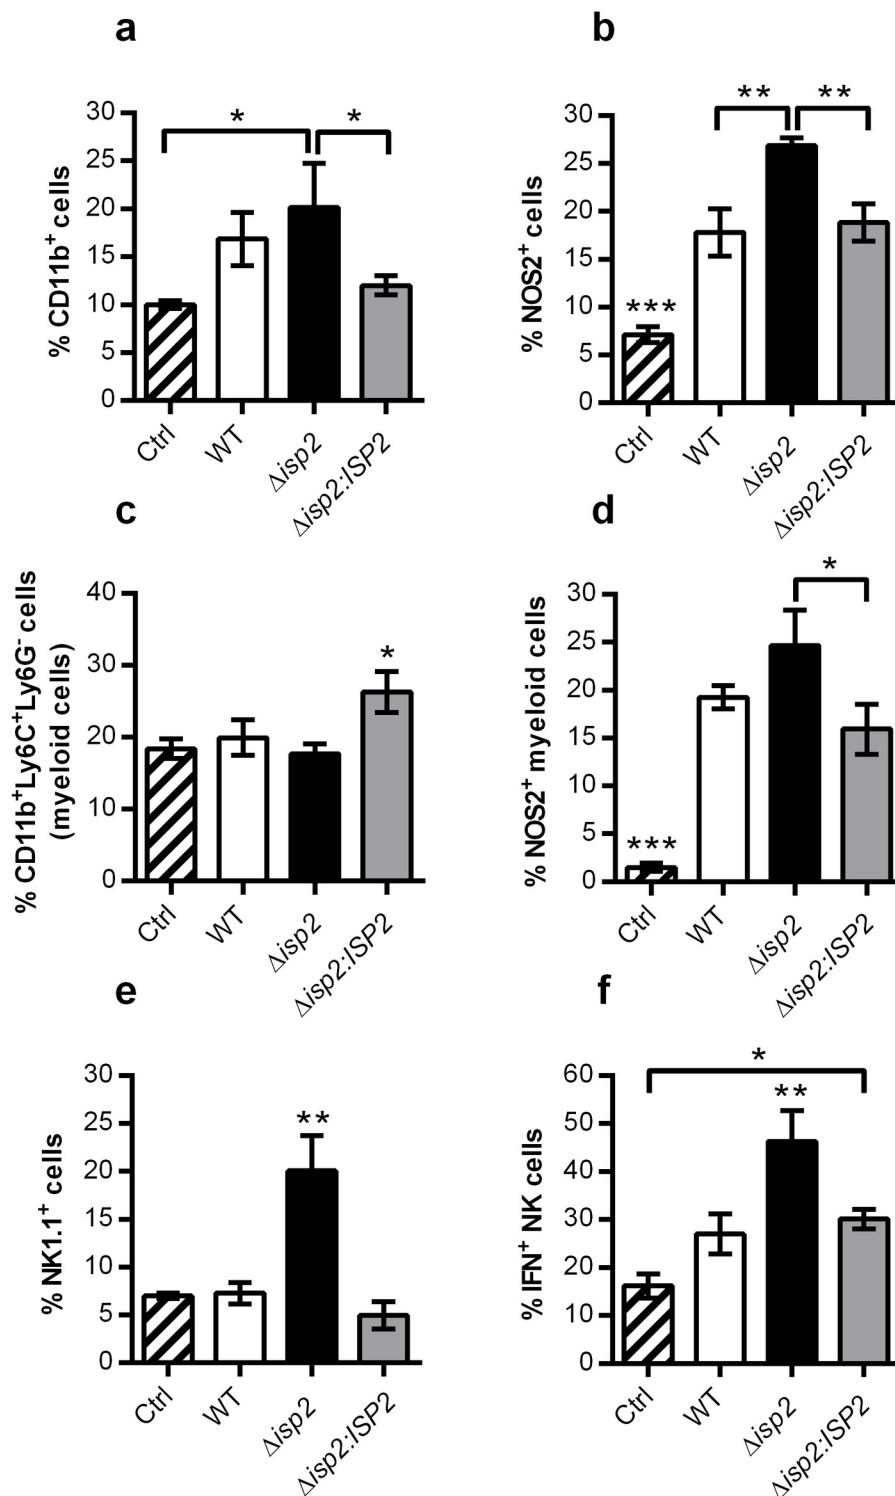 a
% CD11b⁺ cells
30
25
20
15
10
5
0
* *
Ctrl WT Δisp2 Δisp2:ISP2
b
% NOS2⁺ cells
30
25
20
15
10
5
0
** **
***
Ctrl WT Δisp2 Δisp2:ISP2
c
% CD11b⁺Ly6C⁺Ly6G⁻ cells
(myeloid cells)
40
30
20
10
0
*
Ctrl WT Δisp2 Δisp2:ISP2
d
% NOS2⁺ myeloid cells
30
25
20
15
10
5
0
*
***
Ctrl WT Δisp2 Δisp2:ISP2
e
% NK1.1⁺ cells
30
25
20
15
10
5
0
**
Ctrl WT Δisp2 Δisp2:ISP2
f
% IFN⁺ NK cells
60
50
40
30
20
10
0
*
**
Ctrl WT Δisp2 Δisp2:ISP2